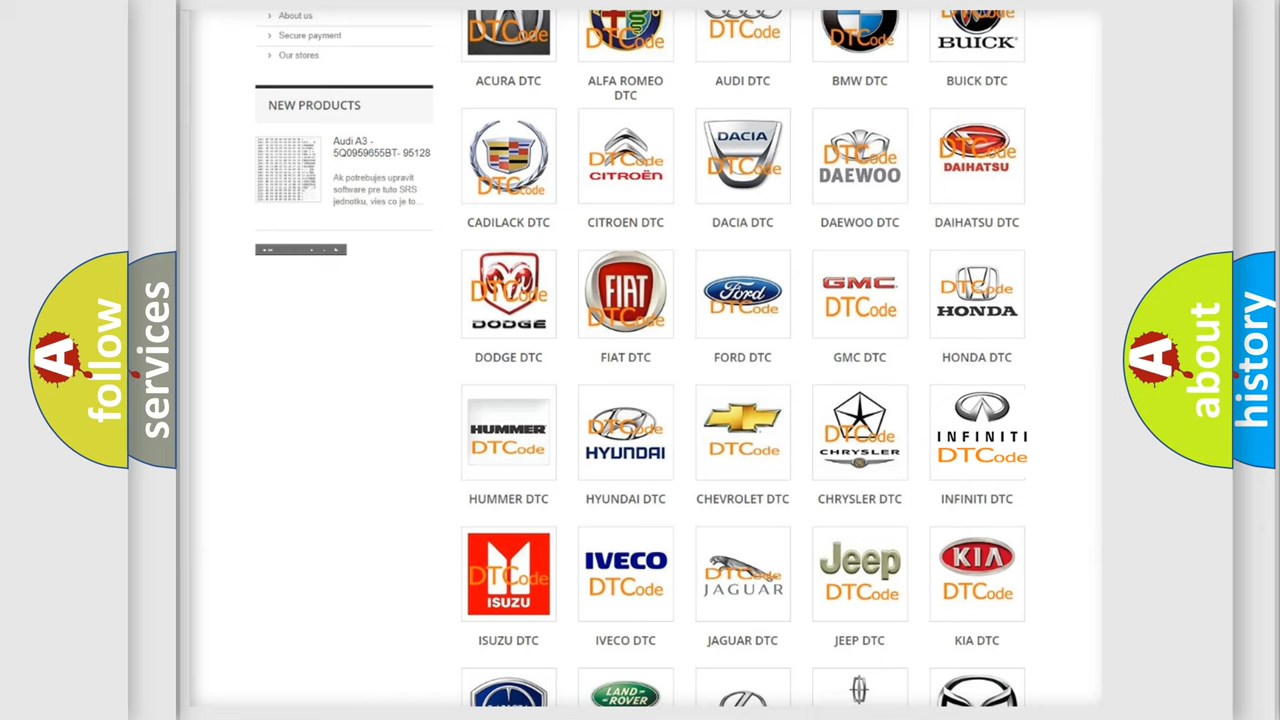 About us
Secure payment
Our stores
NEW PRODUCTS
Audi A3 -
5Q0959655BT- 95128
Ak potrebujes upravit
software pre tuto SRS
jednotku, vies co je to...
DTCode
DTCode
DTCode
DTCode
BUICK
ACURA DTC
ALFA ROMEO
DTC
AUDI DTC
BMW DTC
BUICK DTC
DTCode
DTCode
CITROËN
DACIA
DTCode
DTCode
DAEWOO
DTCode
DAIHATSU
CADILACK DTC
CITROEN DTC
DACIA DTC
DAEWOO DTC
DAIHATSU DTC
DTCode
DODGE
FIAT
DTCode
Ford
DTCode
GMC
DTCode
DTCode
HONDA
DODGE DTC
FIAT DTC
FORD DTC
GMC DTC
HONDA DTC
HUMMER
DTCode
DTCode
HYUNDAI
DTCode
DTCode
CHRYSLER
INFINITI
DTCode
HUMMER DTC
HYUNDAI DTC
CHEVROLET DTC
CHRYSLER DTC
INFINITI DTC
DTCode
ISUZU
IVECO
DTCode
DTCode
JAGUAR
Jeep
DTCode
KIA
DTCode
ISUZU DTC
IVECO DTC
JAGUAR DTC
JEEP DTC
KIA DTC
LAND-
ROVER
A follow
services
A about
history